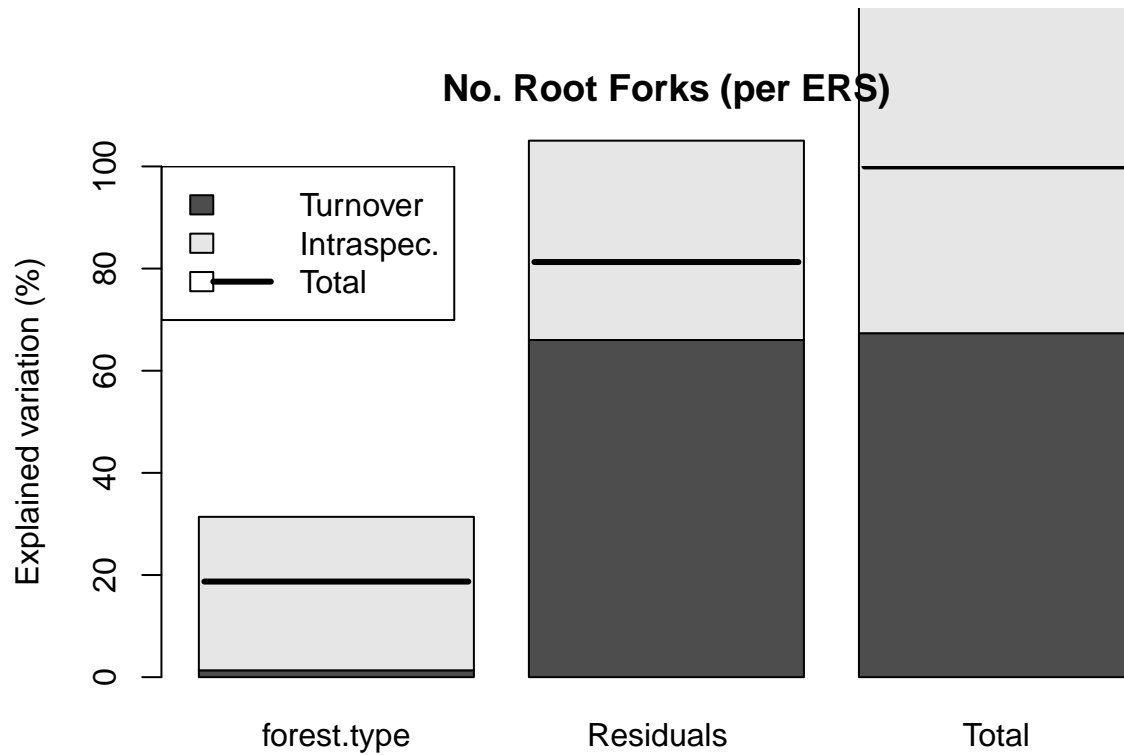 No. Root Forks (per ERS)
Explained variation (%)
100
80
60
40
20
0
Turnover
Intraspec.
Total
forest.type
Residuals
Total